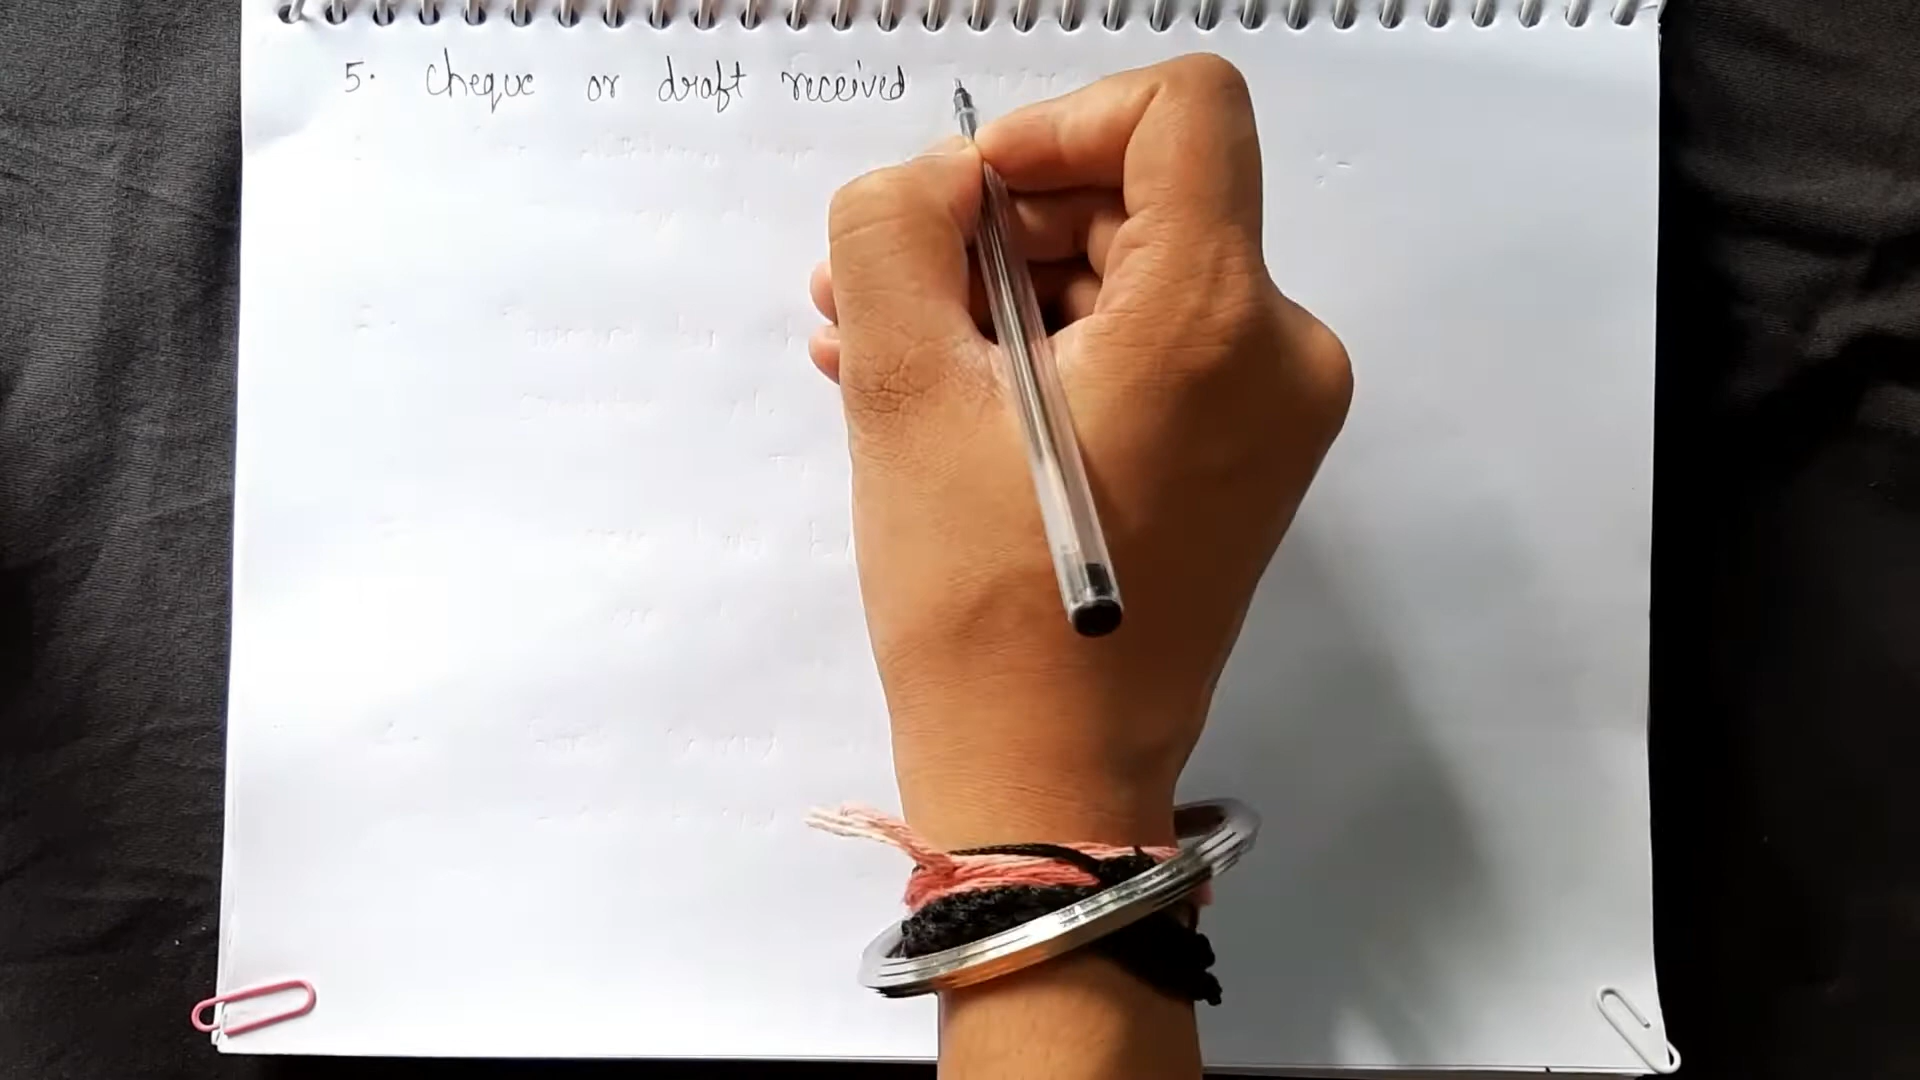 5. cheque or draft received